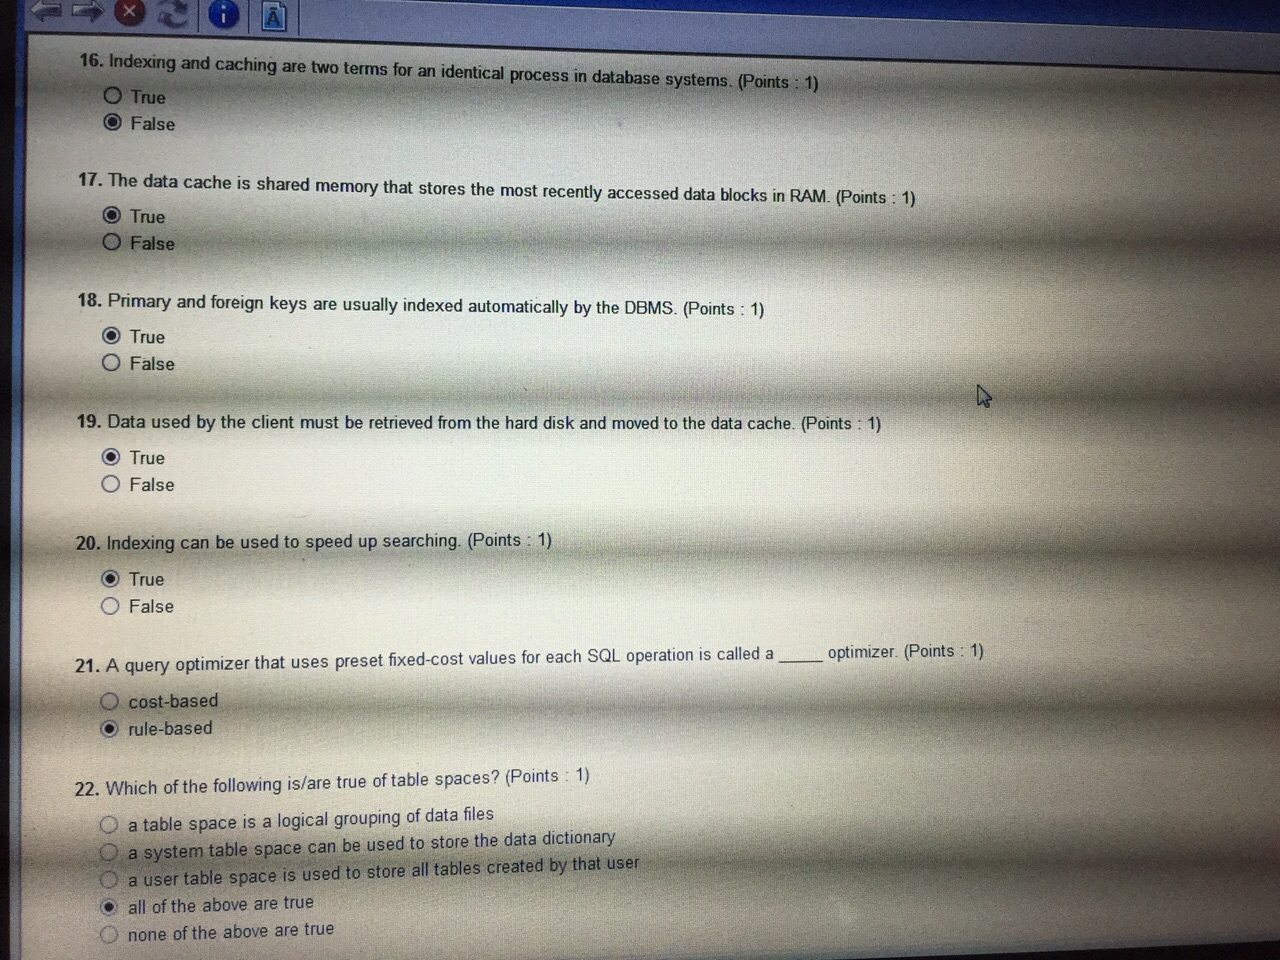 16. Indexing and caching are two terms for an identical process in database systems. (Points : 1)
True
False
17. The data cache is shared memory that stores the most recently accessed data blocks in RAM. (Points : 1)
True
False
18. Primary and foreign keys are usually indexed automatically by the DBMS. (Points : 1)
True
False
19. Data used by the client must be retrieved from the hard disk and moved to the data cache. (Points : 1)
True
False
20. Indexing can be used to speed up searching. (Points : 1)
True
False
21. A query optimizer that uses preset fixed-cost values for each SQL operation is called a _____ optimizer. (Points : 1)
cost-based
rule-based
22. Which of the following is/are true of table spaces? (Points : 1)
a table space is a logical grouping of data files
a system table space can be used to store the data dictionary
a user table space is used to store all tables created by that user
all of the above are true
none of the above are true